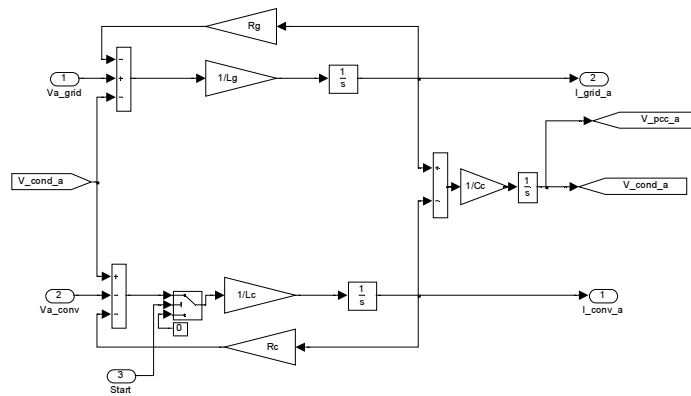 Rg
1
Va_grid
1/Lg
1
s
2
I_grid_a
V_pcc_a
V_cond_a
1/Cc
1
s
V_cond_a
2
Va_conv
0
1/Lc
1
s
1
I_conv_a
Rc
3
Start